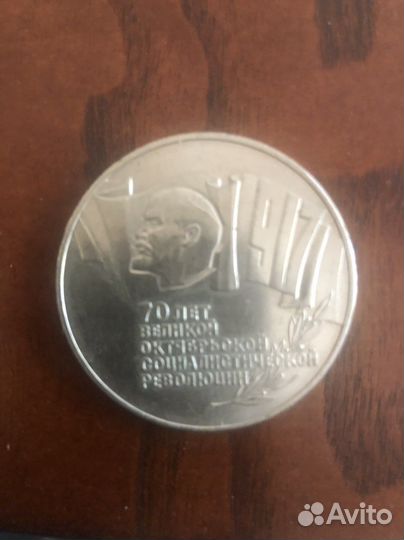 1917
70 ЛЕТ
ВЕЛИКОЙ
ОКТЯБРЬСКОЙ
СОЦИАЛИСТИЧЕСКОЙ
РЕВОЛЮЦИИ
Avito